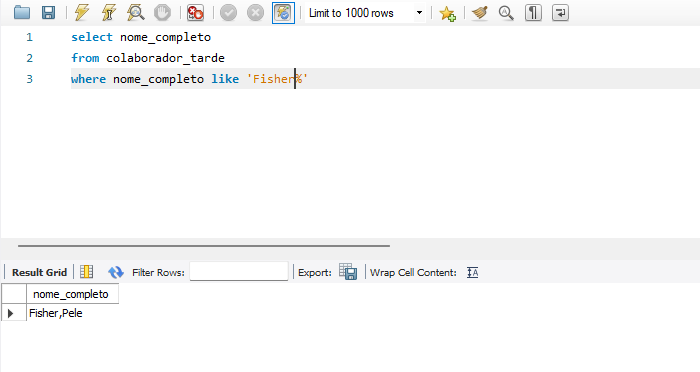 Limit to 1000 rows
1 select nome_completo
2 from colaborador_tarde
3 where nome_completo like 'Fisher%'
Result Grid Filter Rows: Export: Wrap Cell Content: IA
nome_completo
Fisher,Pele